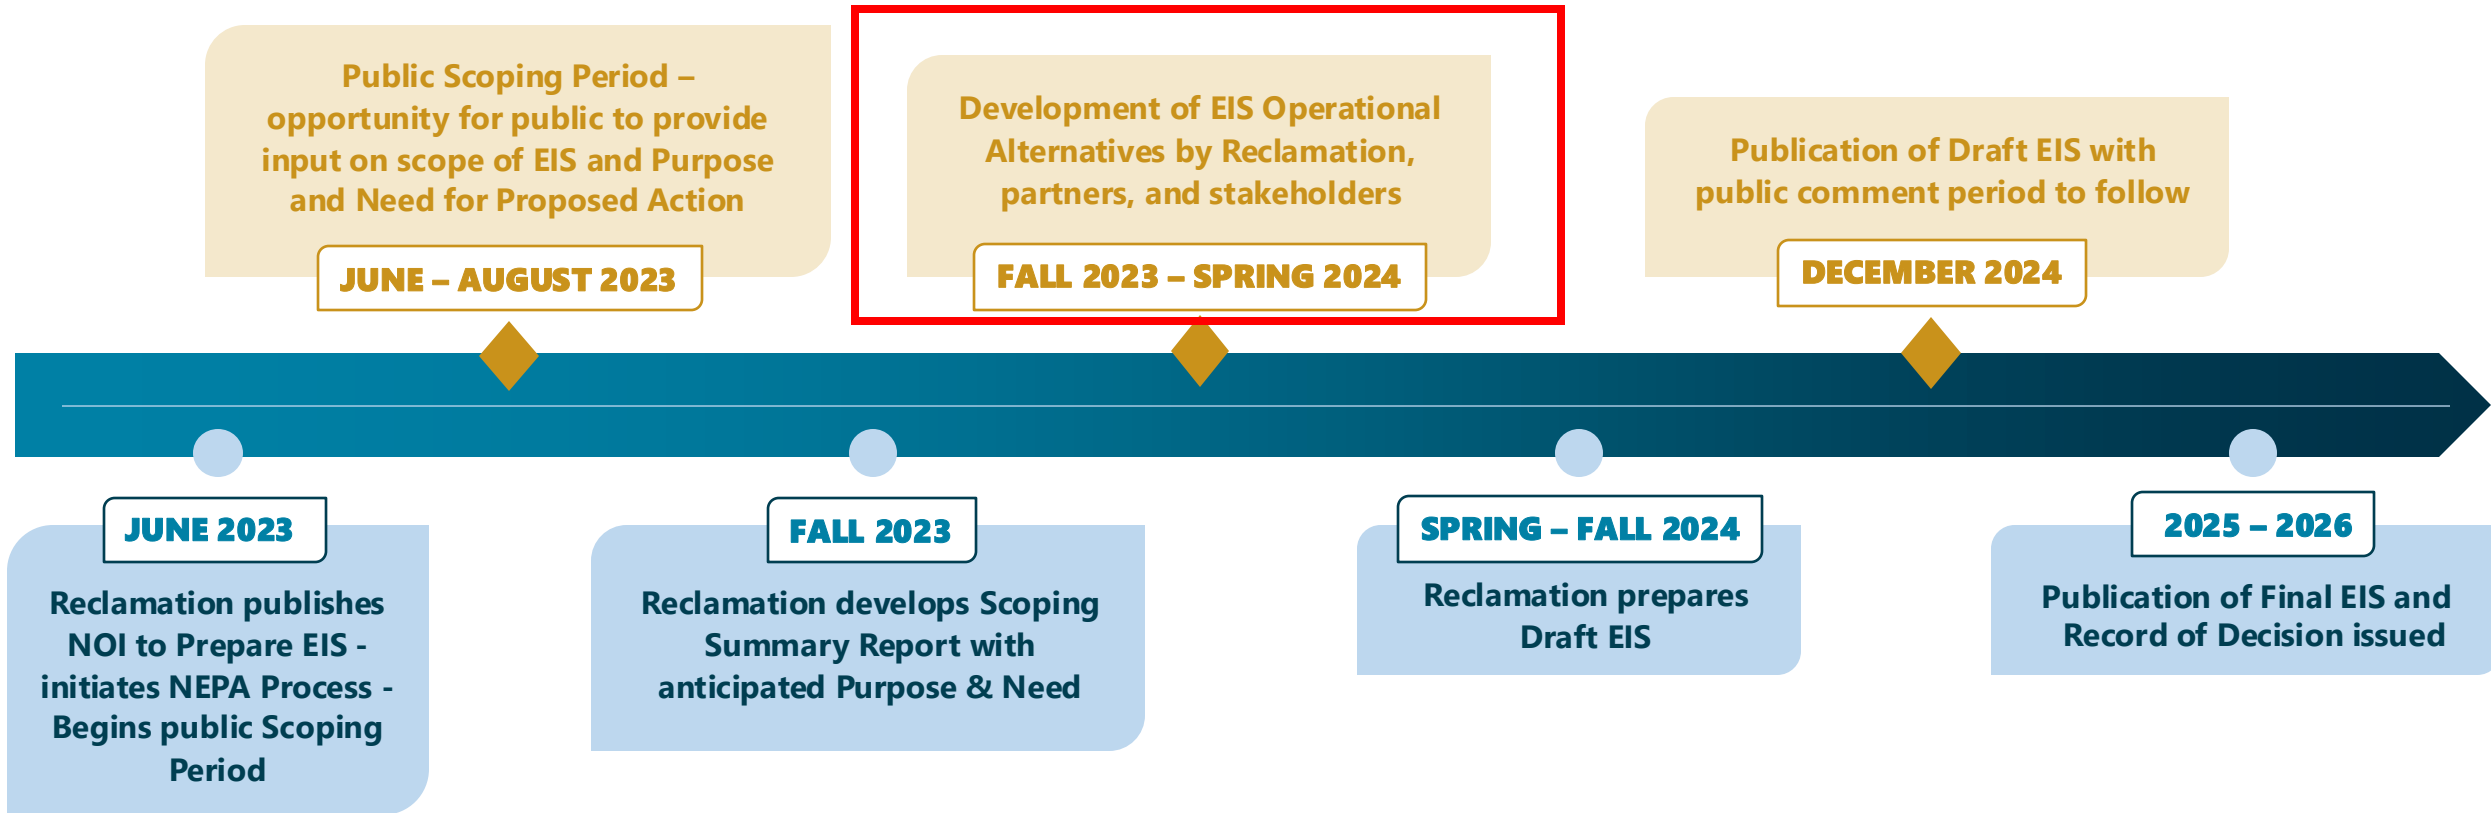 Public Scoping Period –
opportunity for public to provide
input on scope of EIS and Purpose
and Need for Proposed Action
JUNE – AUGUST 2023
Development of EIS Operational
Alternatives by Reclamation,
partners, and stakeholders
FALL 2023 – SPRING 2024
Publication of Draft EIS with
public comment period to follow
DECEMBER 2024
JUNE 2023
Reclamation publishes
NOI to Prepare EIS -
initiates NEPA Process -
Begins public Scoping
Period
FALL 2023
Reclamation develops Scoping
Summary Report with
anticipated Purpose & Need
SPRING – FALL 2024
Reclamation prepares
Draft EIS
2025 – 2026
Publication of Final EIS and
Record of Decision issued